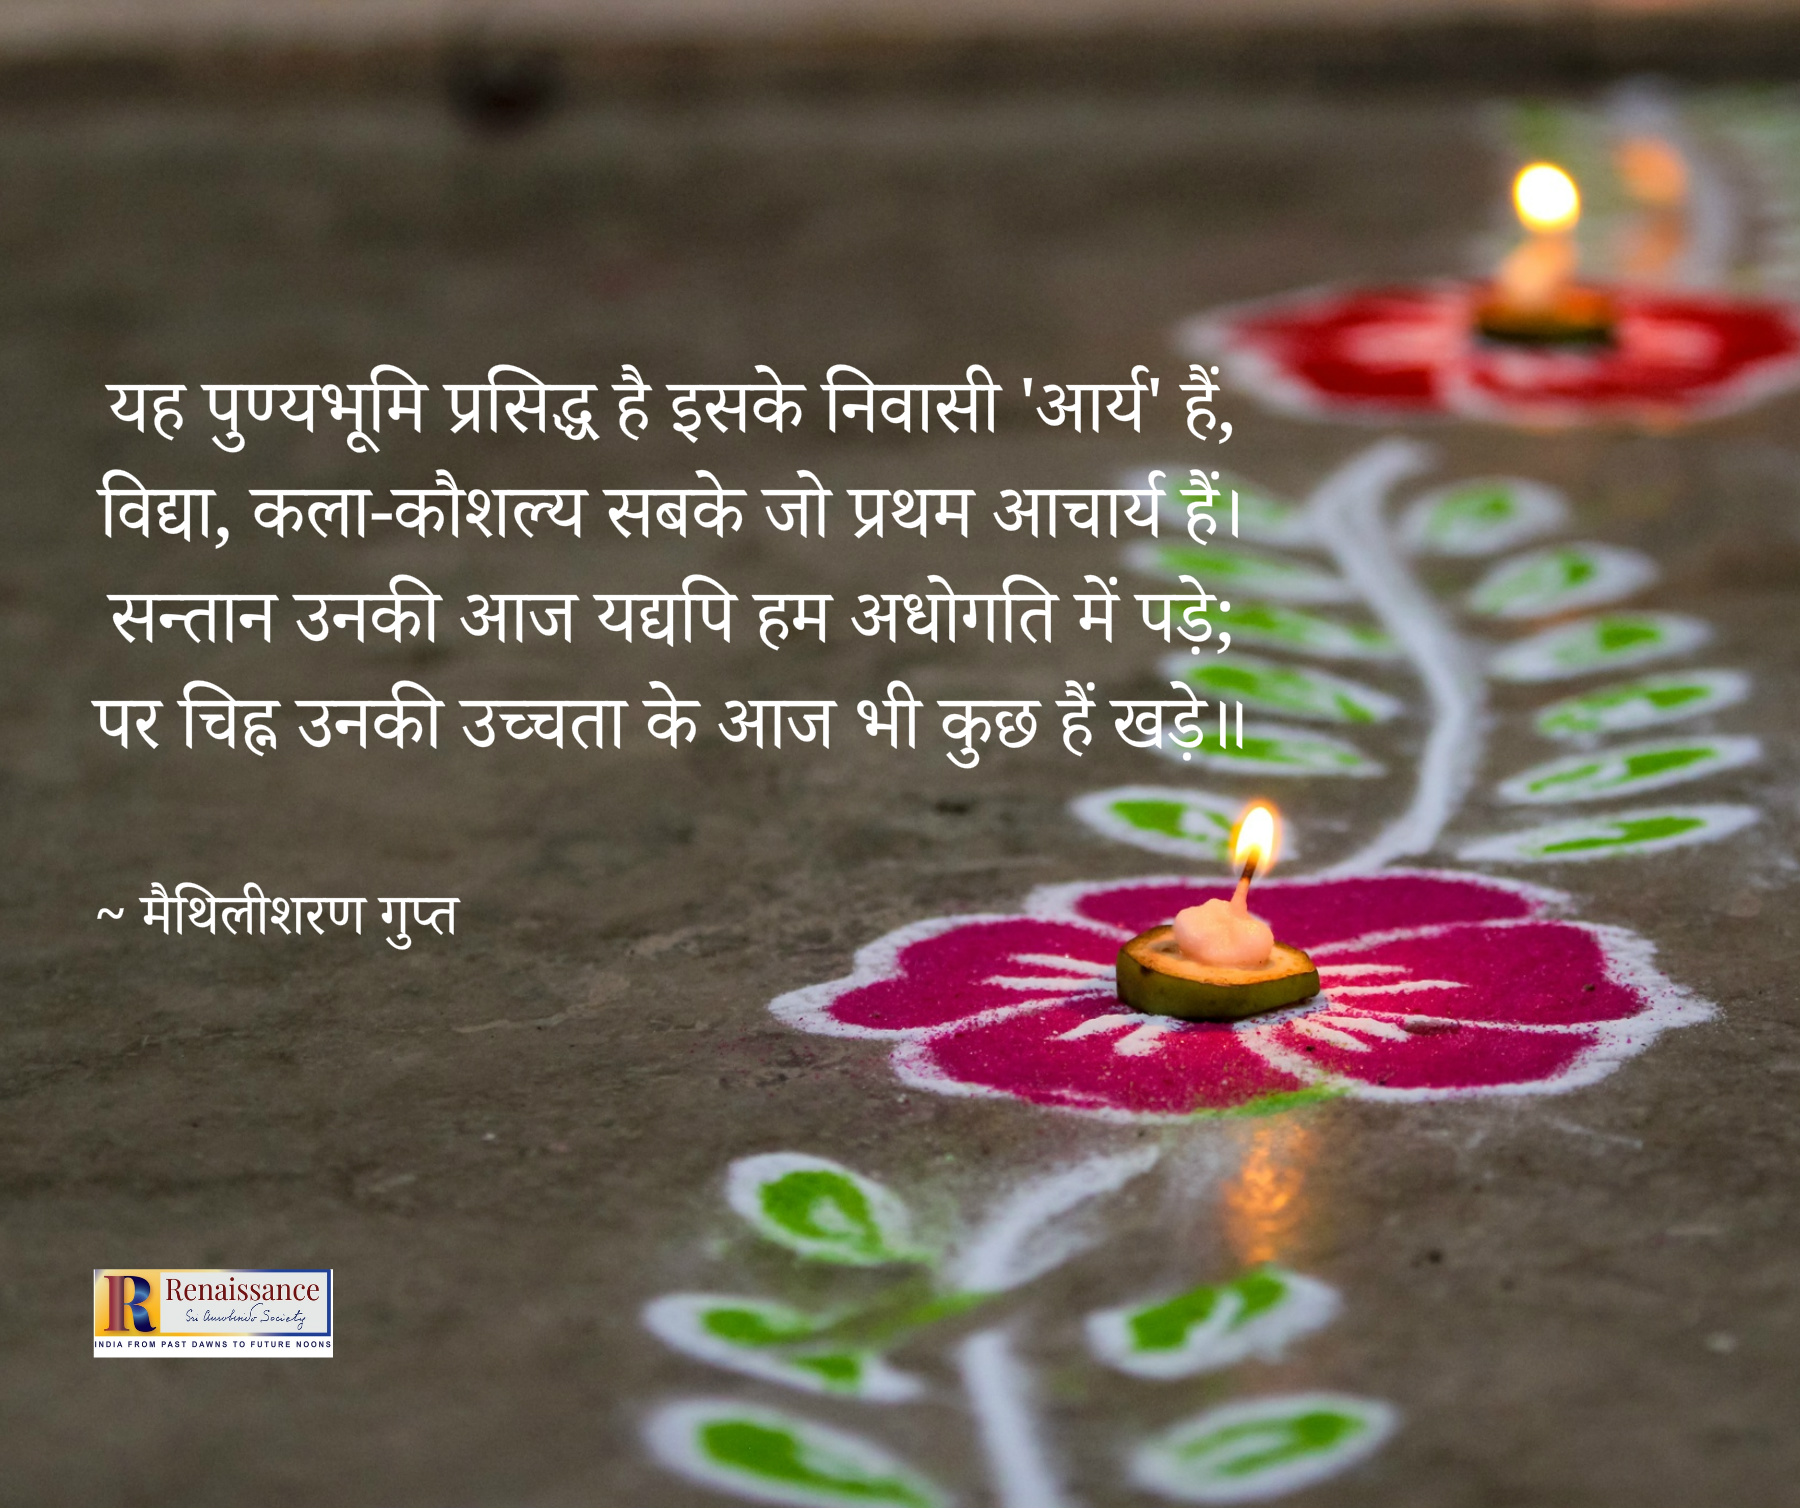 यह पुण्यभूमि प्रसिद्ध है इसके निवासी 'आर्य' हैं,
विद्या, कला-कौशल्य सबके जो प्रथम आचार्य हैं।
सन्तान उनकी आज यद्यपि हम अधोगति में पड़े;
पर चिह्न उनकी उच्चता के आज भी कुछ हैं खड़े॥
~ मैथिलीशरण गुप्त
R Renaissance
Sri Aurobindo Society
INDIA FROM PAST DAWNS TO FUTURE NOONS